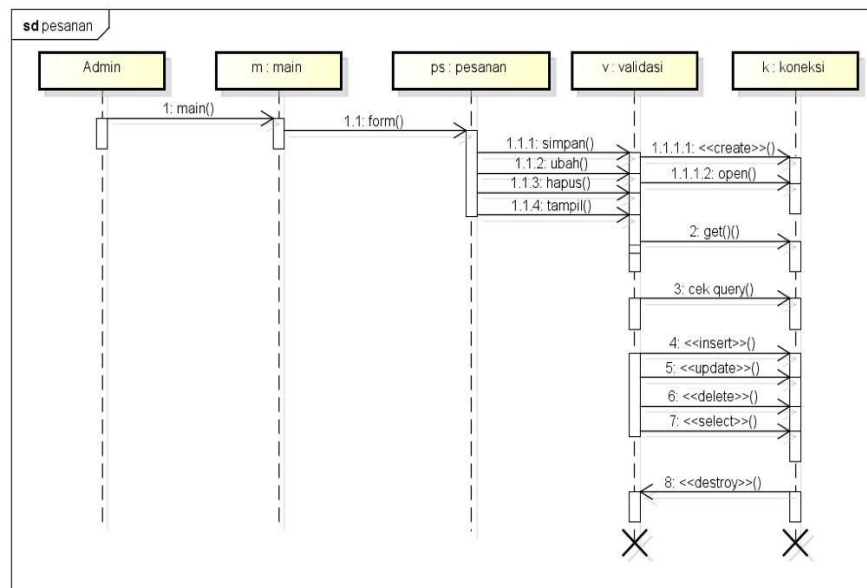 sd pesanan
Admin
m : main
ps : pesanan
v : validasi
k : koneksi
1: main()
1.1: form()
1.1.1: simpan()
1.1.1.1: <<create>>()
1.1.2: ubah()
1.1.1.2: open()
1.1.3: hapus()
1.1.4: tampil()
2: get()()
3: cek query()
4: <<insert>>()
5: <<update>>()
6: <<delete>>()
7: <<select>>()
8: <<destroy>>()